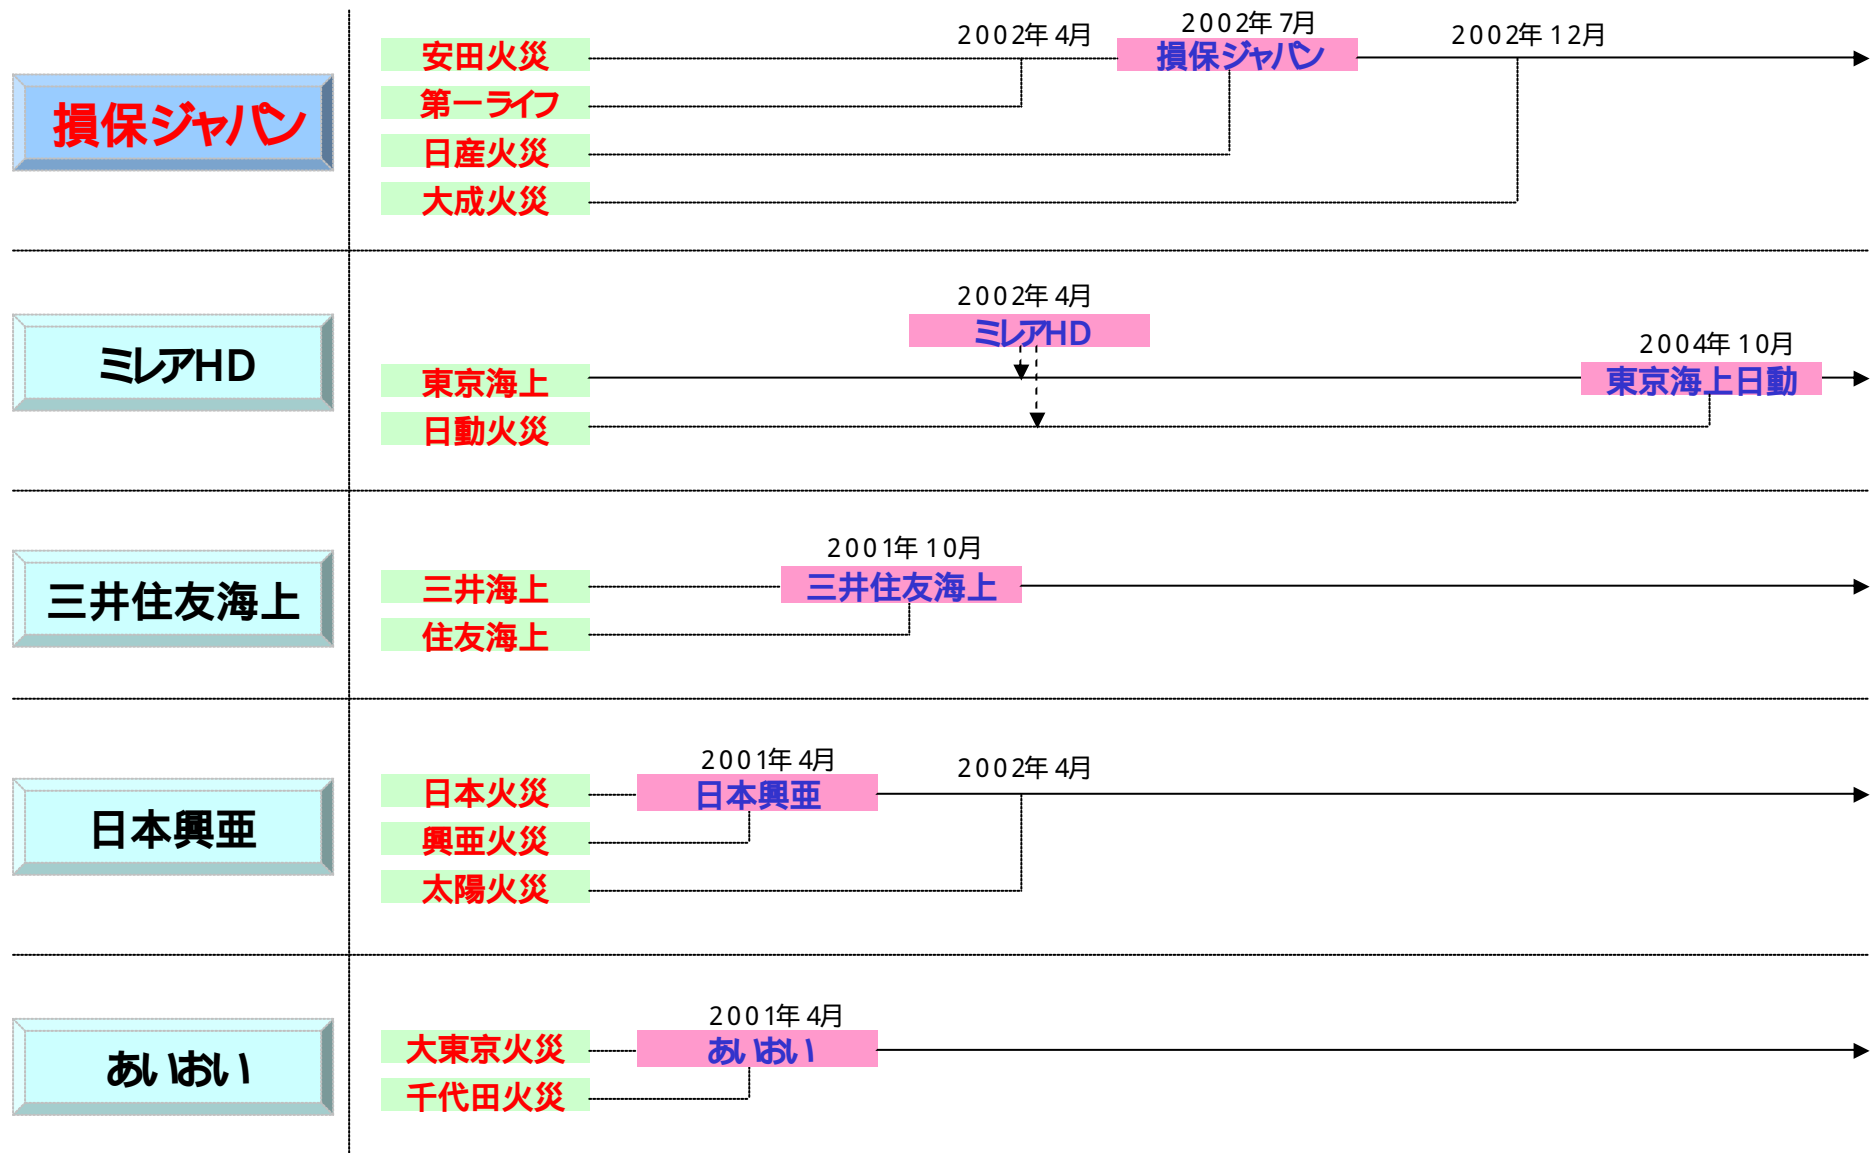 損保ジャパン
安田火災
2002年4月
2002年7月
損保ジャパン
2002年12月
第一ライフ
日産火災
大成火災
ミレアHD
2002年4月
ミレアHD
東京海上
2004年10月
東京海上日動
日動火災
三井住友海上
2001年10月
三井海上
三井住友海上
住友海上
日本興亜
2001年4月
日本火災
日本興亜
2002年4月
興亜火災
太陽火災
あいおい
2001年4月
大東京火災
あいおい
千代田火災